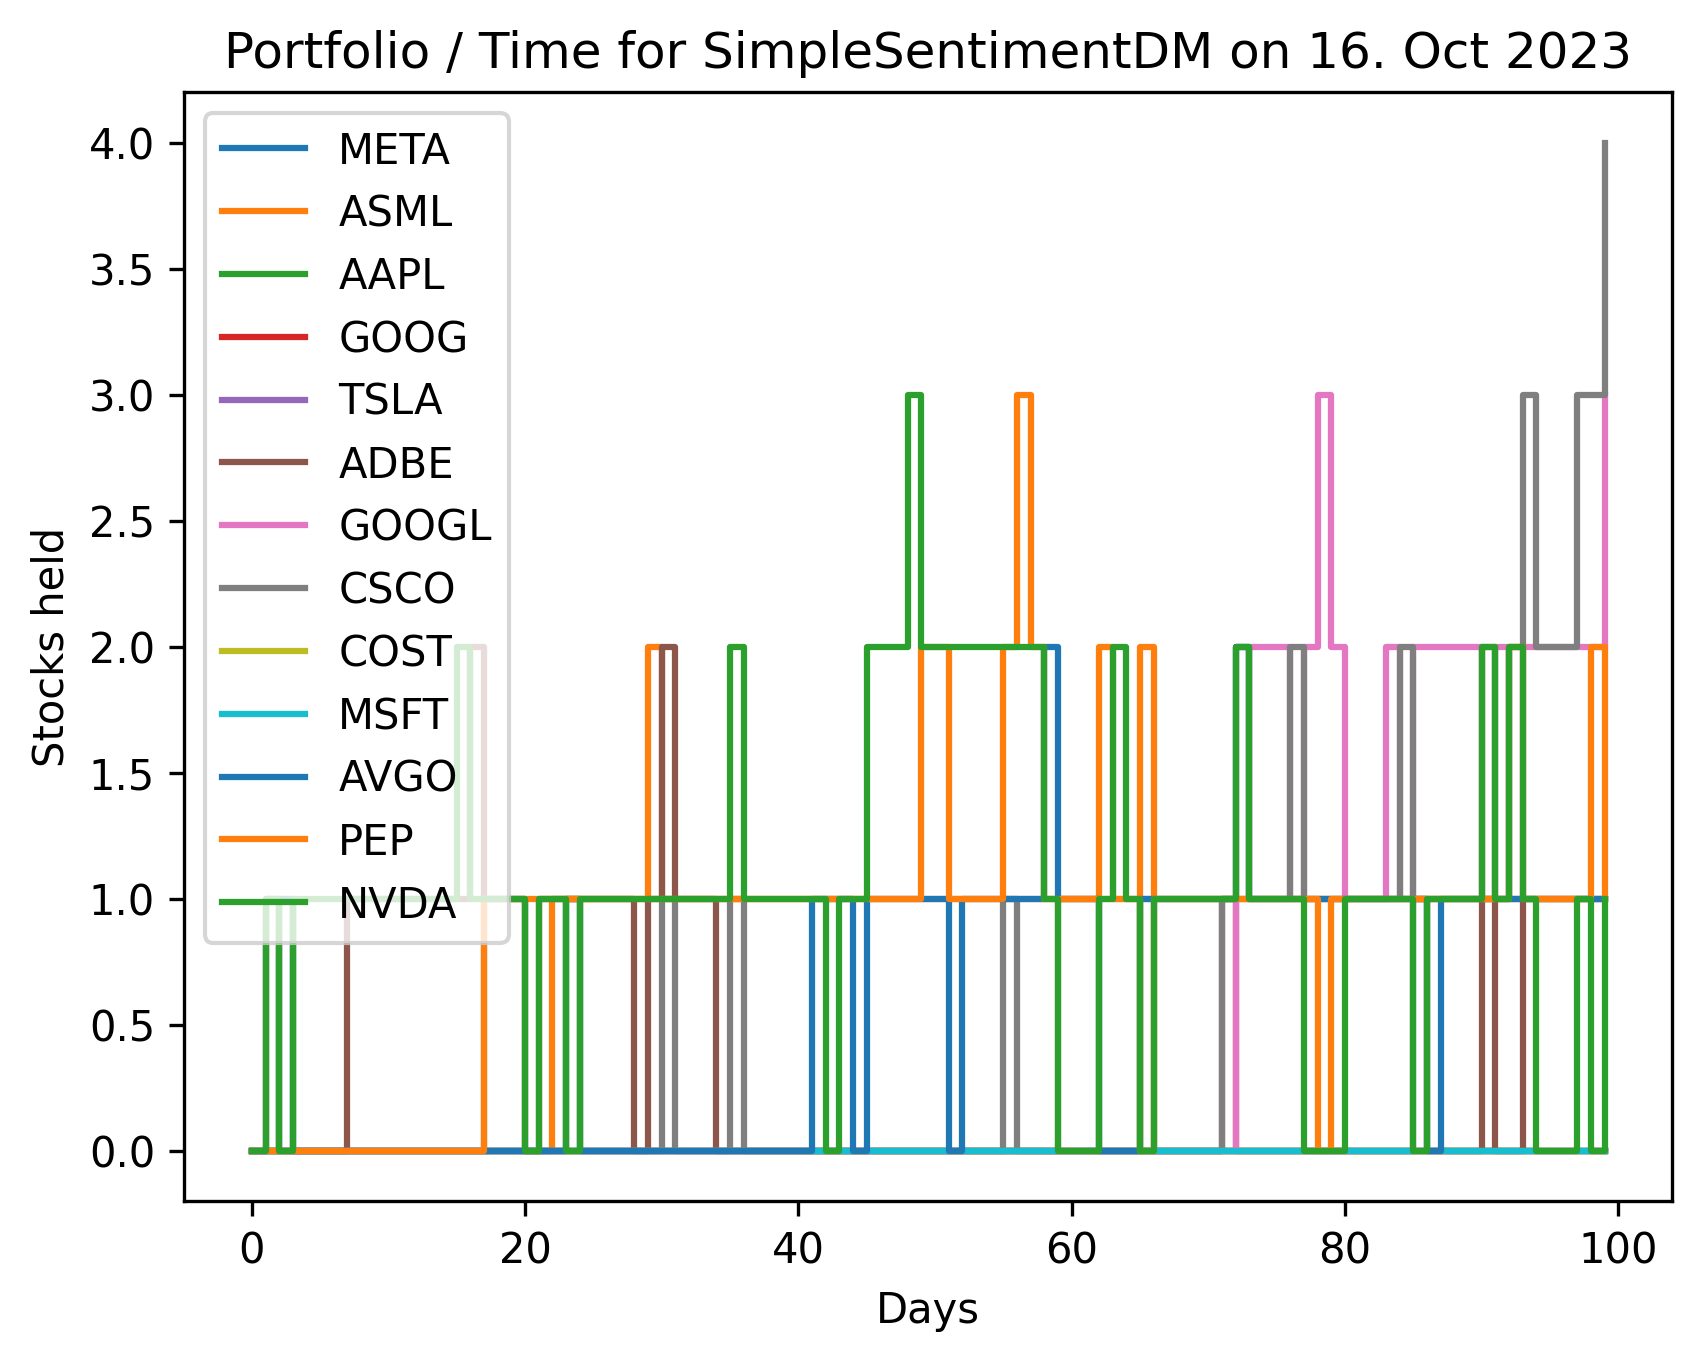 Portfolio / Time for SimpleSentimentDM on 16. Oct 2023
4.0
3.5
3.0
2.5
2.0
1.5
1.0
0.5
0.0
Stocks held
META
ASML
AAPL
GOOG
TSLA
ADBE
GOOGL
CSCO
COST
MSFT
AVGO
PEP
NVDA
0 20 40 60 80 100
Days